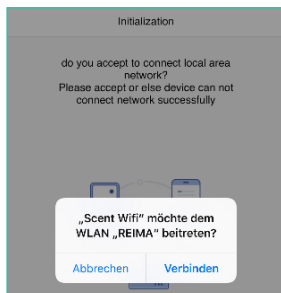 Initialization
do you accept to connect local area
network?
Please accept or else device can not
connect network successfully
„Scent Wifi" möchte dem
WLAN „REIMA" beitreten?
Abbrechen
Verbinden